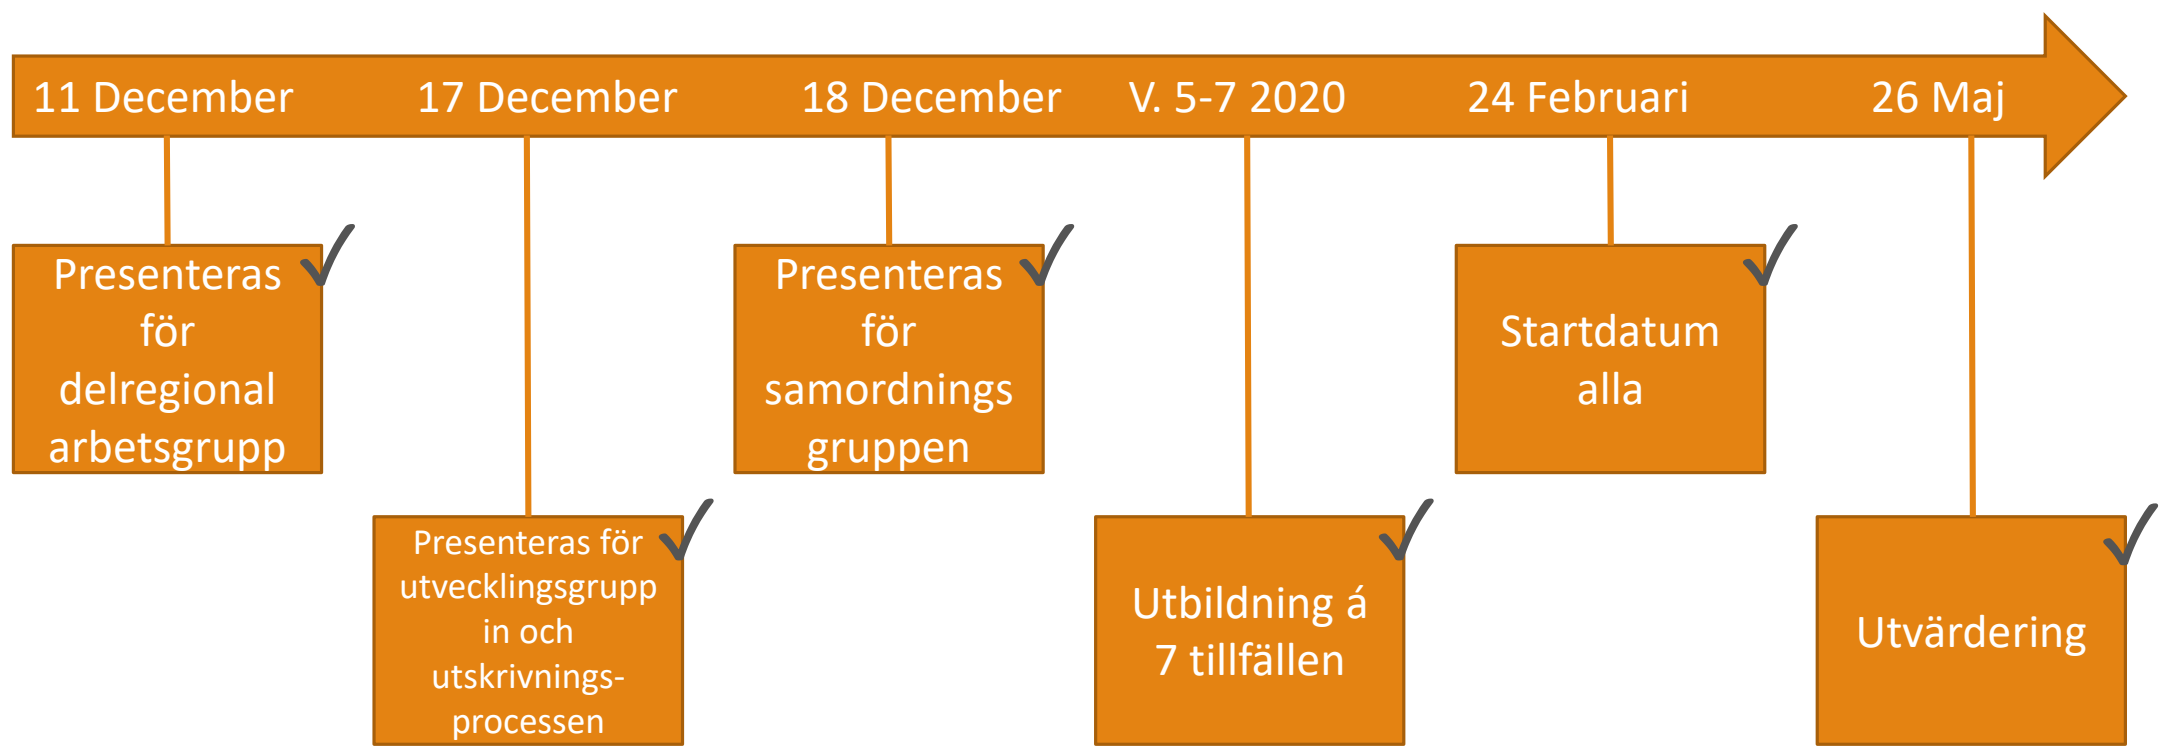 11 December
17 December
18 December
V. 5-7 2020
24 Februari
26 Maj
Presenteras
för
delregional
arbetsgrupp
Presenteras för
utvecklingsgrupp
in och
utskrivnings-
processen
Presenteras
för
samordnings
gruppen
Utbildning á
7 tillfällen
Startdatum
alla
Utvärdering